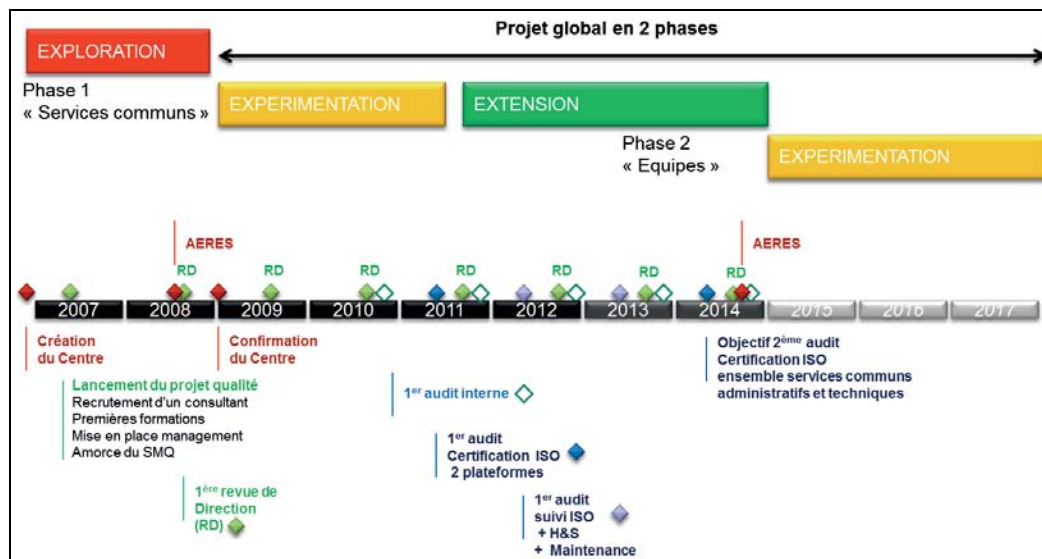 Projet global en 2 phases
EXPLORATION
Phase 1
« Services communs »
EXPERIMENTATION
EXTENSION
Phase 2
« Equipes »
EXPERIMENTATION
AERES
AERES
RD RD RD RD RD RD RD
2007 2008 2009 2010 2011 2012 2013 2014 2015 2016 2017
Création
du Centre
Confirmation
du Centre
Objectif 2ème audit
Certification ISO
ensemble services communs
administratifs et techniques
Lancement du projet qualité
Recrutement d'un consultant
Premières formations
Mise en place management
Amorce du SMQ
1er audit interne
1er audit
Certification ISO
2 plateformes
1ère revue de
Direction
(RD)
1er audit
suivi ISO
+ H&S
+ Maintenance